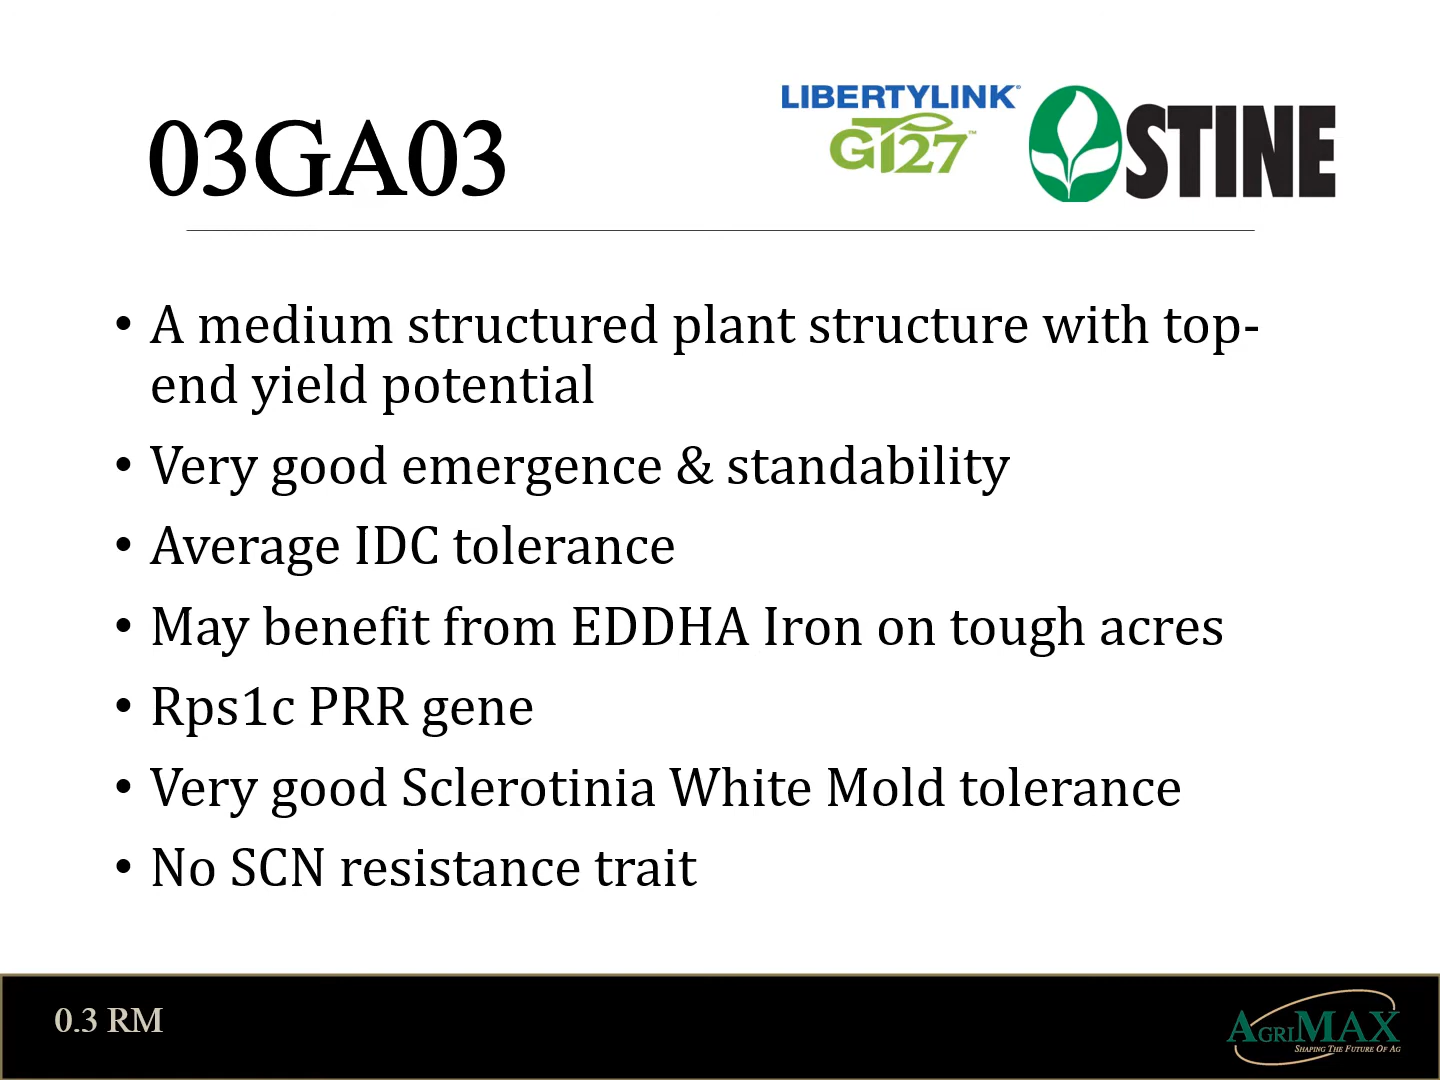 03GA03
LIBERTYLINK®
GT27™
STINE
• A medium structured plant structure with top-
end yield potential
• Very good emergence & standability
• Average IDC tolerance
• May benefit from EDDHA Iron on tough acres
• Rps1c PRR gene
• Very good Sclerotinia White Mold tolerance
• No SCN resistance trait
0.3 RM
AGRIMAX
SHAPING THE FUTURE OF AG